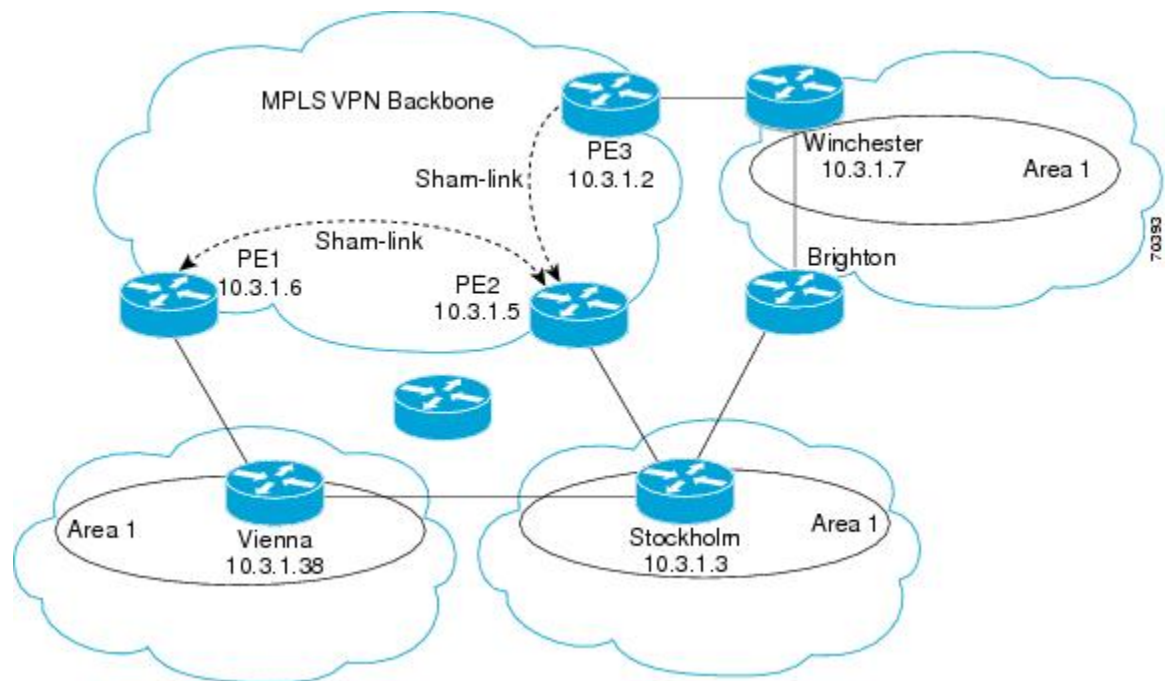 MPLS VPN Backbone
PE3
10.3.1.2
Sham-link
Winchester
10.3.1.7
Area 1
70393
Sham-link
PE1
10.3.1.6
PE2
10.3.1.5
Brighton
Area 1
Vienna
10.3.1.38
Stockholm
10.3.1.3
Area 1